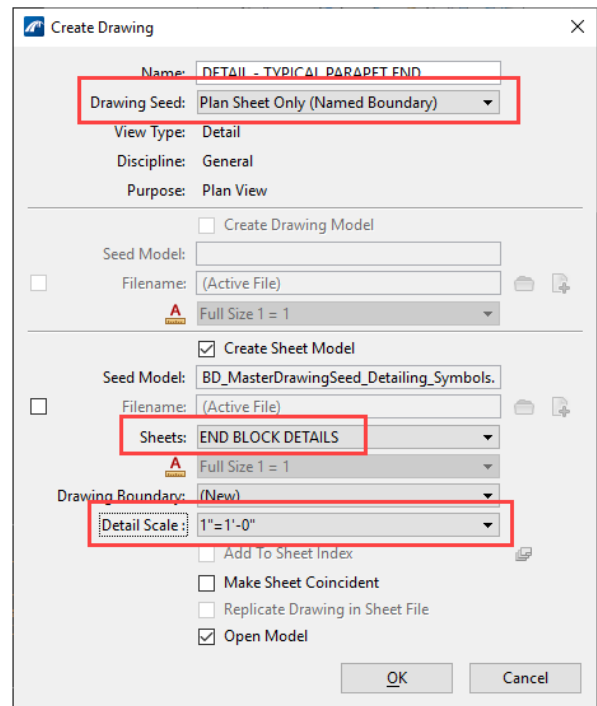 Create Drawing
Name: DETAIL - TYPICAL PARAPET END
Drawing Seed: Plan Sheet Only (Named Boundary)
View Type: Detail
Discipline: General
Purpose: Plan View
Create Drawing Model
Seed Model:
Filename: (Active File)
A Full Size 1 = 1
Create Sheet Model
Seed Model: BD_MasterDrawingSeed_Detailing_Symbols.
Filename: (Active File)
Sheets: END BLOCK DETAILS
A Full Size 1 = 1
Drawing Boundary: (New)
Detail Scale : 1"=1'-0"
Add To Sheet Index
Make Sheet Coincident
Replicate Drawing in Sheet File
Open Model
OK Cancel